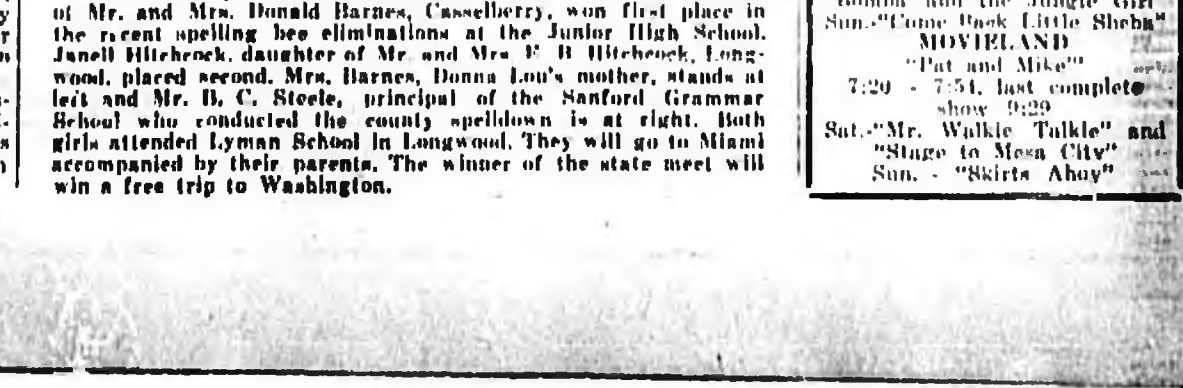 of Mr. and Mrs. Donald Barnes, Casselberry, won first place in
the recent spelling bee eliminations at the Junior High School.
Janell Hitchcock, daughter of Mr. and Mrs E B Hitchcock, Long-
wood, placed second. Mrs. Barnes, Donna Lou's mother, stands at
left and Mr. B. C. Steele, principal of the Sanford Grammar
School who conducted the county spelldown is at right. Both
girls attended Lyman School in Longwood. They will go to Miami
accompanied by their parents. The winner of the state meet will
win a free trip to Washington.
and the Jungle Girl
Sun.-"Come Back Little Sheba"
MOVIELAND
"Pat and Mike"
7:20 - 7:54, last complete
show 9:29
Sat.-"Mr. Walkie Talkie" and
"Stage to Mesa City"
Sun. - "Skirts Ahoy"